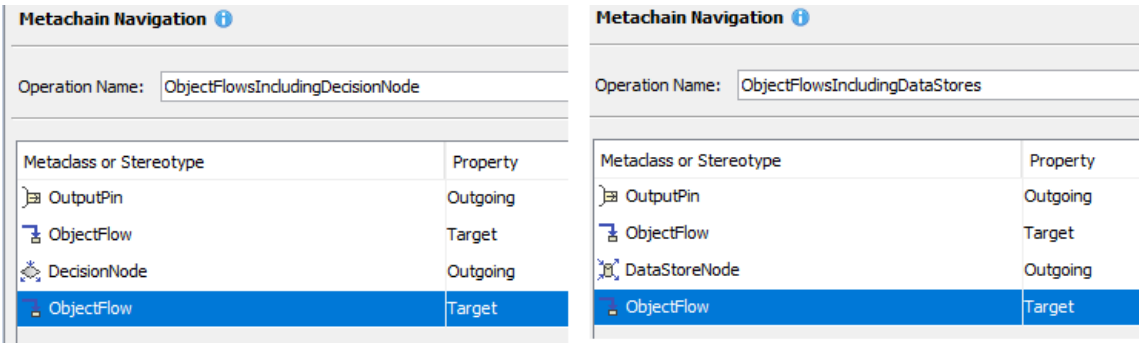 Metachain Navigation
Operation Name: ObjectFlowsIncludingDecisionNode
Metaclass or Stereotype Property
OutputPin Outgoing
ObjectFlow Target
DecisionNode Outgoing
ObjectFlow Target
Metachain Navigation
Operation Name: ObjectFlowsIncludingDataStores
Metaclass or Stereotype Property
OutputPin Outgoing
ObjectFlow Target
DataStoreNode Outgoing
ObjectFlow Target